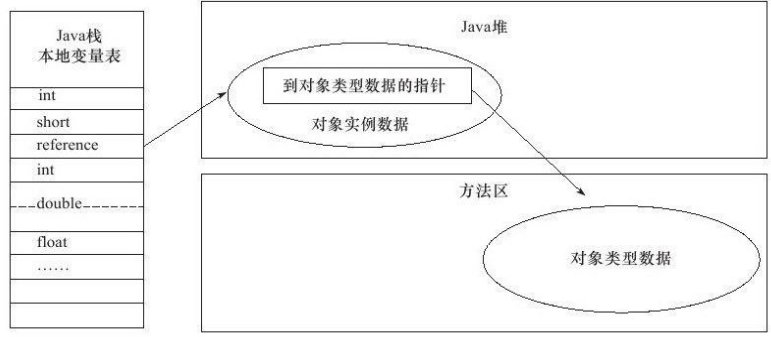 Java栈
本地变量表
int
short
reference
int
double
float
……
Java堆
到对象类型数据的指针
对象实例数据
方法区
对象类型数据